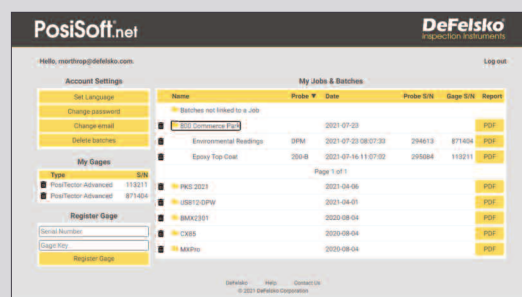 PosiSoft.net
DeFelsko
inspection instruments
Hello, rnorthrop@defelsko.com
Log out
Account Settings
Set Language
Change password
Change email
Delete batches
My Gages
Type S/N
PosiTector Advanced 113211
PosiTector Advanced 871404
Register Gage
Serial Number
Gage Key
Register Gage
My Jobs & Batches
Name Probe ▼ Date Probe S/N Gage S/N Report
Batches not linked to a Job
800 Commerce Park 2021-07-23 PDF
Environmental Readings DPM 2021-07-23 08:07:33 294613 871404 PDF
Epoxy Top Coat 200-B 2021-07-16 11:07:02 295084 113211 PDF
Page 1 of 1
PKS 2021 2021-04-06 PDF
US812-DPW 2021-04-01 PDF
BMX2301 2020-08-04 PDF
CX85 2020-08-04 PDF
MXPro 2020-08-04 PDF
DeFelsko Help Contact Us
© 2021 DeFelsko Corporation